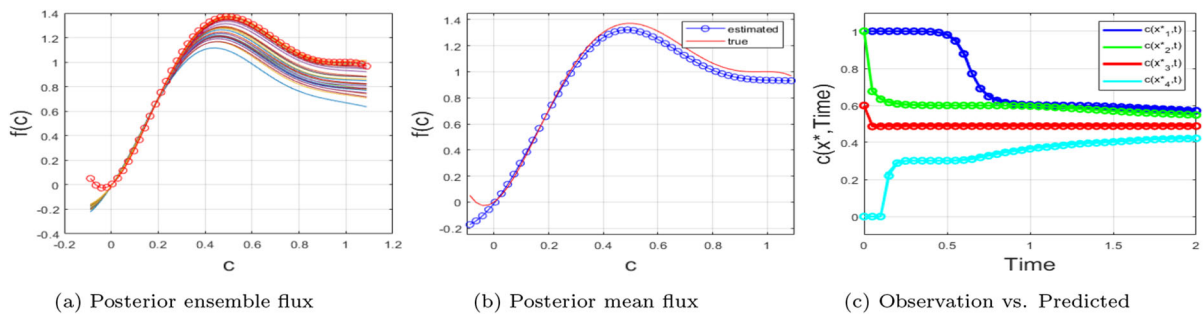 1.4
1.2
1
0.8
0.6
0.4
0.2
0
-0.2
-0.4
-0.2 0 0.2 0.4 0.6 0.8 1 1.2
f(c)
c
(a) Posterior ensemble flux
1.4
1.2
1
0.8
0.6
0.4
0.2
0
-0.2
0 0.2 0.4 0.6 0.8 1
f(c)
c
estimated
true
(b) Posterior mean flux
1
0.8
0.6
0.4
0.2
0
0 0.5 1 1.5 2
c(x*,Time)
Time
c(x*₁,t)
c(x*₂,t)
c(x*₃,t)
c(x*₄,t)
(c) Observation vs. Predicted